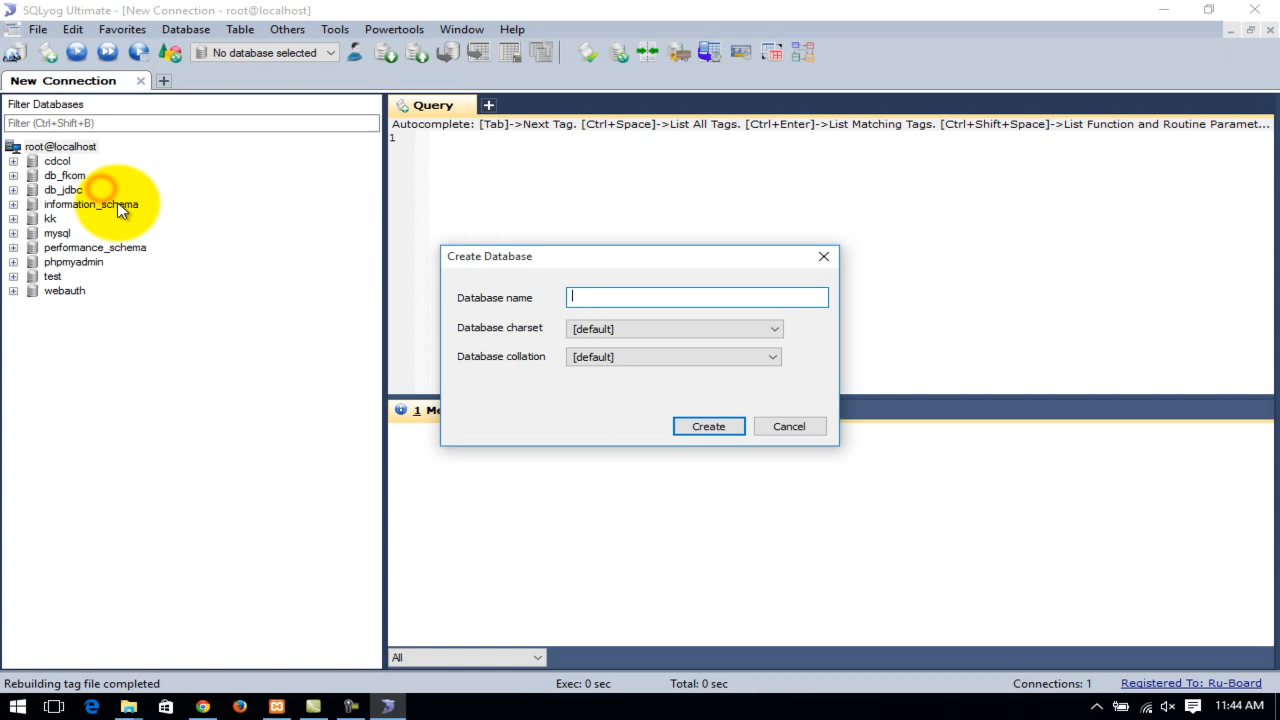 SQLyog Ultimate - [New Connection - root@localhost]
File Edit Favorites Database Table Others Tools Powertools Window Help
No database selected
New Connection
Filter Databases
Filter (Ctrl+Shift+B)
root@localhost
cdcol
db_fkom
db_jdbc
information_schema
kk
mysql
performance_schema
phpmyadmin
test
webauth
Query
Autocomplete: [Tab]->Next Tag. [Ctrl+Space]->List All Tags. [Ctrl+Enter]->List Matching Tags. [Ctrl+Shift+Space]->List Function and Routine Paramet...
1
Create Database
Database name
Database charset [default]
Database collation [default]
Create Cancel
1 Me
All
Rebuilding tag file completed Exec: 0 sec Total: 0 sec Connections: 1 Registered To: Ru-Board
11:44 AM